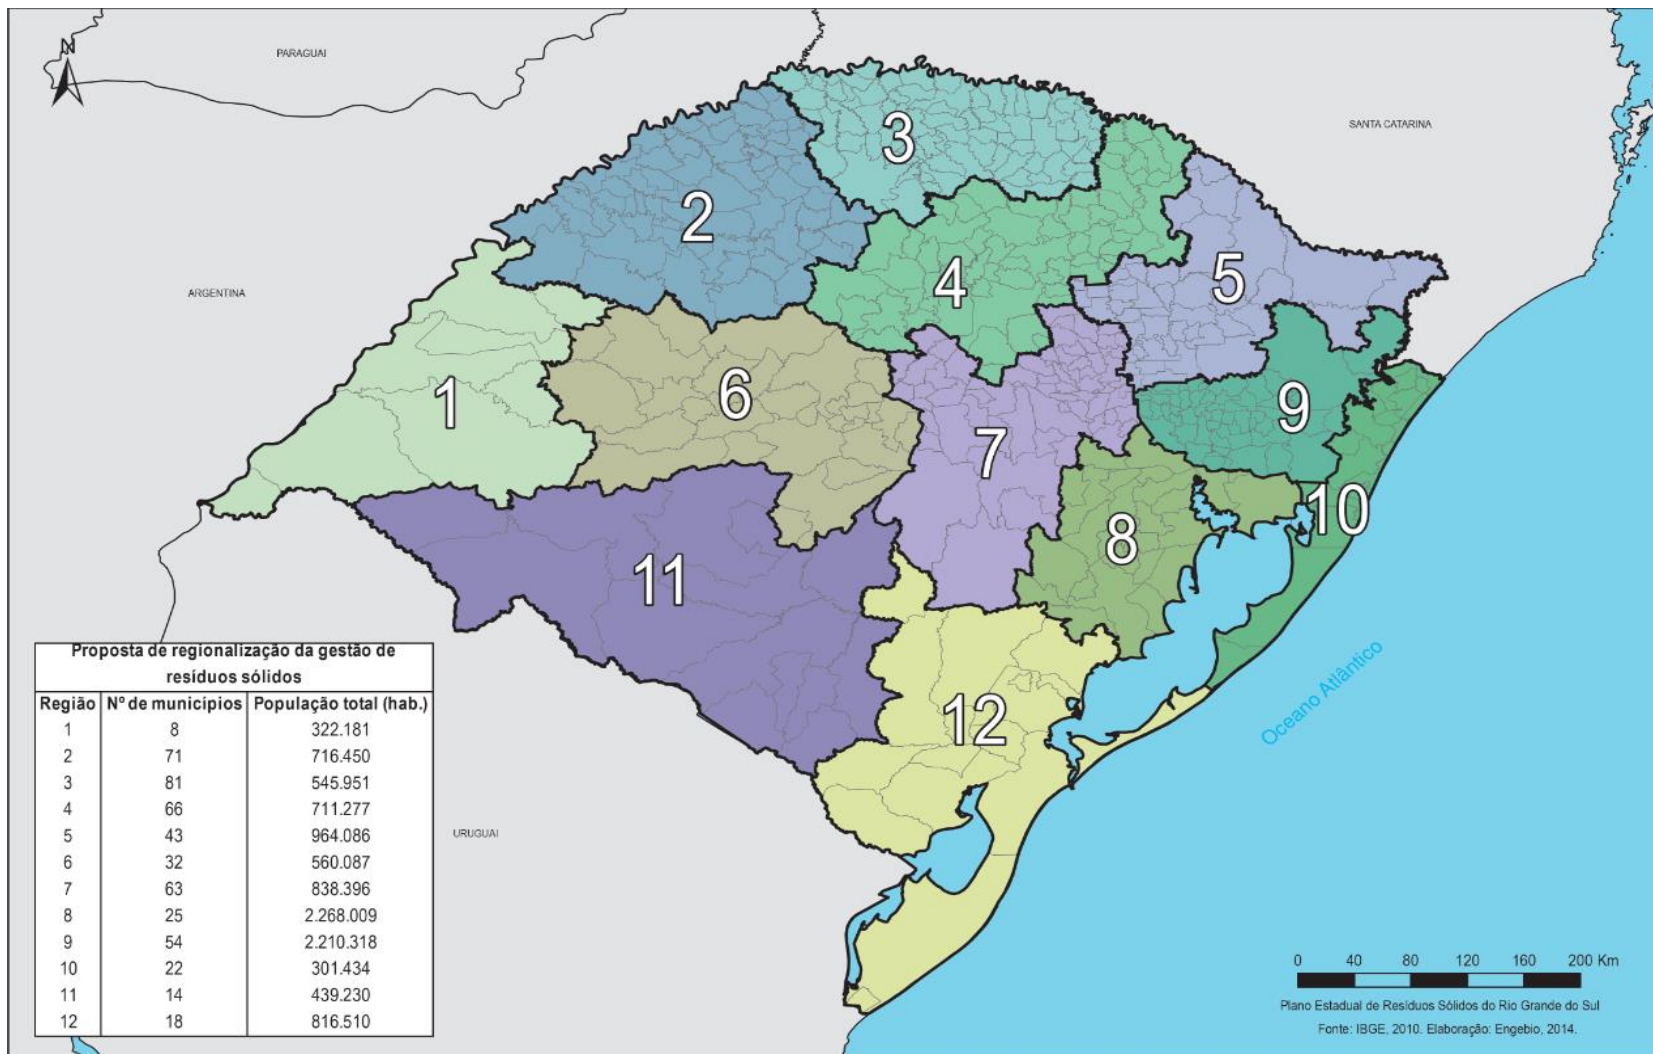 N
PARAGUAI
SANTA CATARINA
ARGENTINA
URUGUAI
Oceano Atlântico
1
2
3
4
5
6
7
8
9
10
11
12
Proposta de regionalização da gestão de
resíduos sólidos
Região Nº de municípios População total (hab.)
1 8 322.181
2 71 716.450
3 81 545.951
4 66 711.277
5 43 964.086
6 32 560.087
7 63 838.396
8 25 2.268.009
9 54 2.210.318
10 22 301.434
11 14 439.230
12 18 816.510
0 40 80 120 160 200 Km
Plano Estadual de Resíduos Sólidos do Rio Grande do Sul
Fonte: IBGE, 2010. Elaboração: Engebio, 2014.